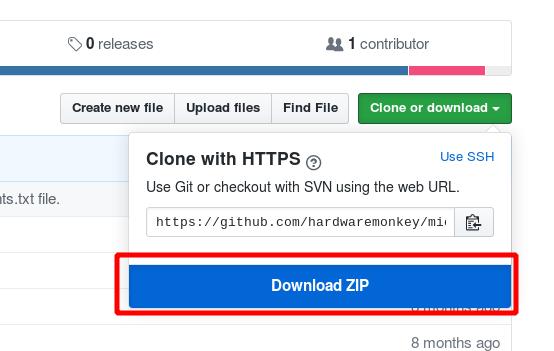 0 releases
1 contributor
Create new file
Upload files
Find File
Clone or download
Clone with HTTPS
Use SSH
Use Git or checkout with SVN using the web URL.
nts.txt file.
https://github.com/hardwaremonkey/mi
Download ZIP
8 months ago